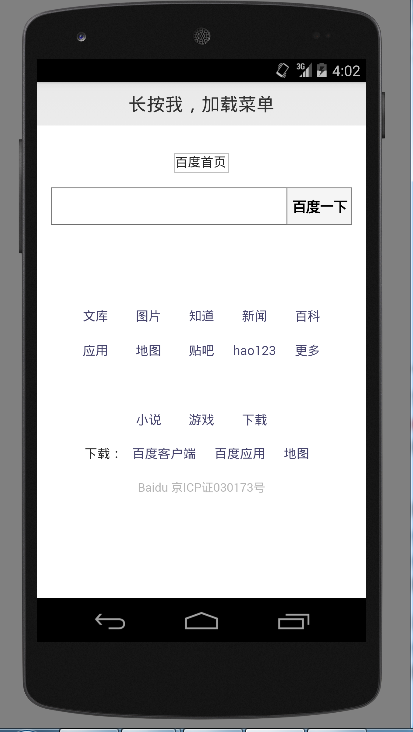 3G 4:02
长按我，加载菜单
百度首页
百度一下
文库 图片 知道 新闻 百科
应用 地图 贴吧 hao123 更多
小说 游戏 下载
下载： 百度客户端 百度应用 地图
Baidu 京ICP证030173号